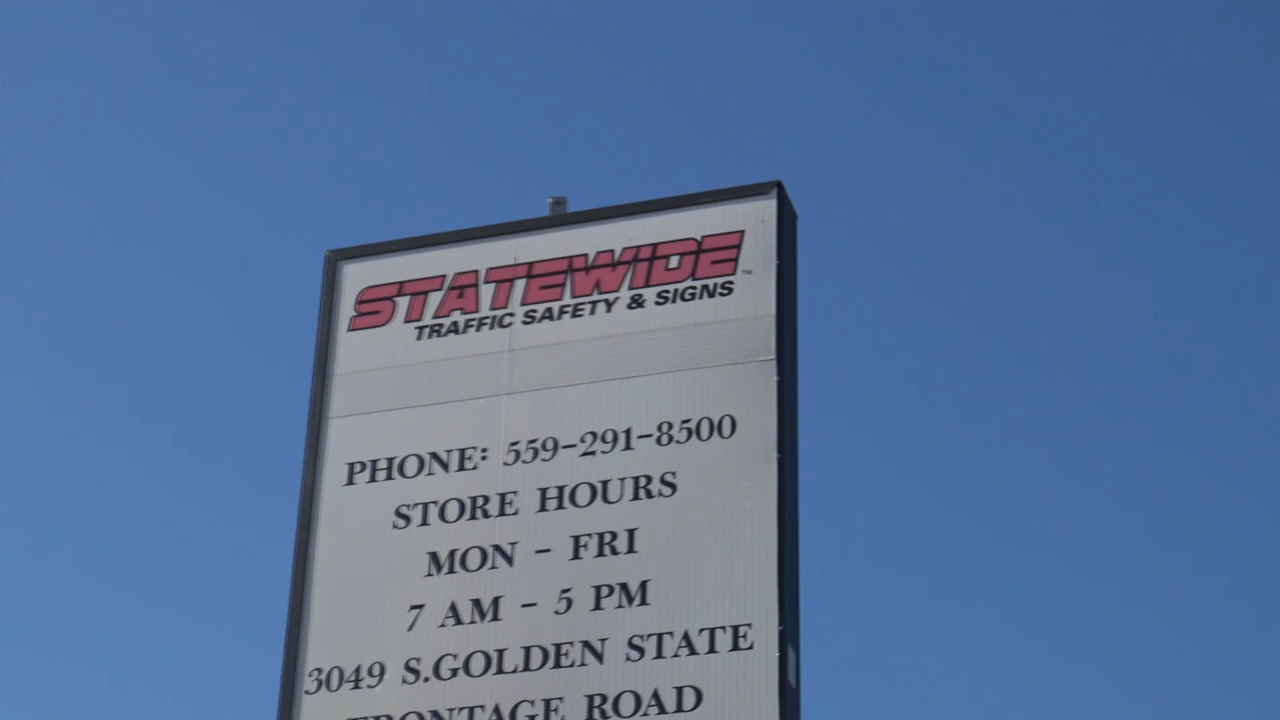 STATEWIDE™
TRAFFIC SAFETY & SIGNS
PHONE: 559-291-8500
STORE HOURS
MON - FRI
7 AM - 5 PM
3049 S.GOLDEN STATE
FRONTAGE ROAD